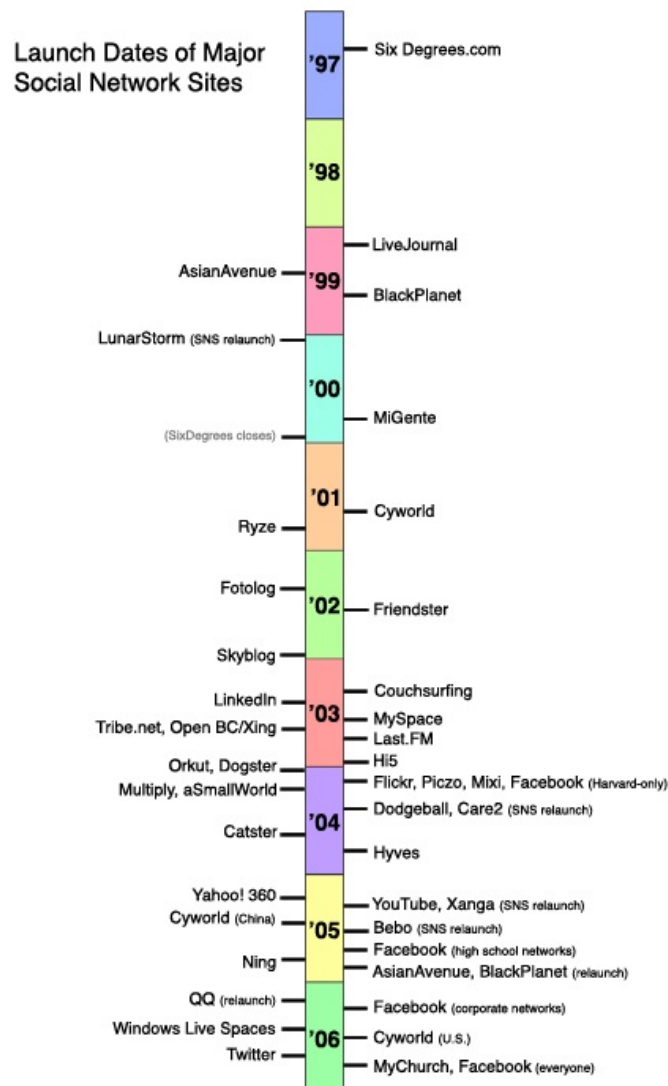 Launch Dates of Major
Social Network Sites
'97
Six Degrees.com
'98
LiveJournal
AsianAvenue
'99
BlackPlanet
LunarStorm (SNS relaunch)
'00
MiGente
(SixDegrees closes)
'01
Cyworld
Ryze
Fotolog
'02
Friendster
Skyblog
Couchsurfing
LinkedIn
'03
MySpace
Tribe.net, Open BC/Xing
Last.FM
Hi5
Orkut, Dogster
Flickr, Piczo, Mixi, Facebook (Harvard-only)
Multiply, aSmallWorld
Dodgeball, Care2 (SNS relaunch)
'04
Catster
Hyves
Yahoo! 360
YouTube, Xanga (SNS relaunch)
Cyworld (China)
'05
Bebo (SNS relaunch)
Facebook (high school networks)
Ning
AsianAvenue, BlackPlanet (relaunch)
QQ (relaunch)
Facebook (corporate networks)
Windows Live Spaces
'06
Cyworld (U.S.)
Twitter
MyChurch, Facebook (everyone)